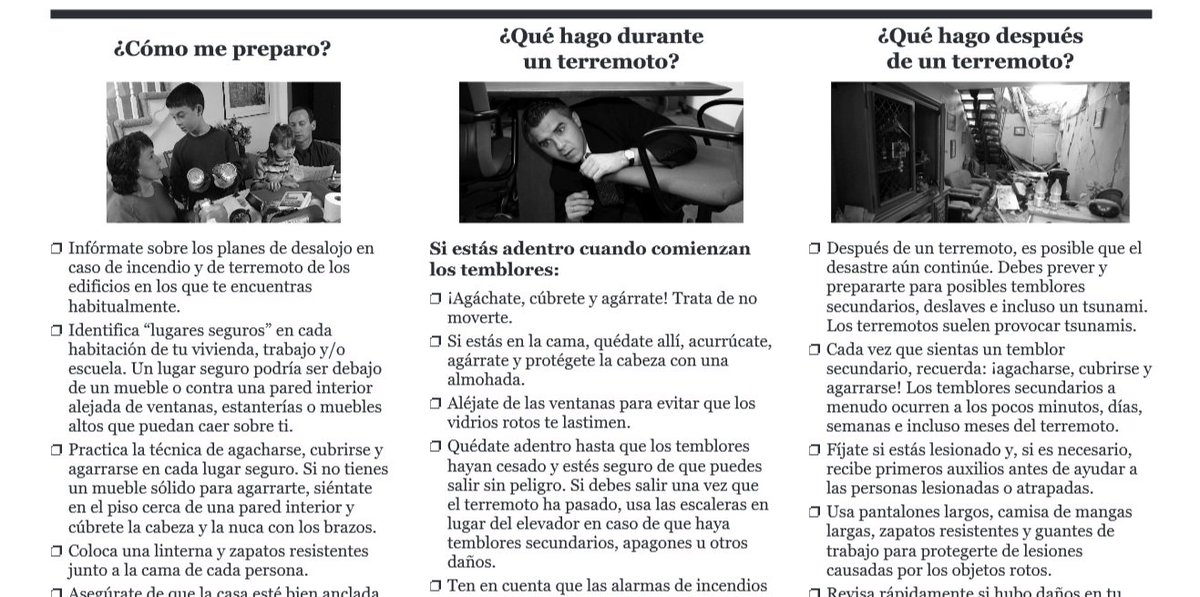 ¿Cómo me preparo?
❒ Infórmate sobre los planes de desalojo en
caso de incendio y de terremoto de los
edificios en los que te encuentras
habitualmente.
❒ Identifica “lugares seguros” en cada
habitación de tu vivienda, trabajo y/o
escuela. Un lugar seguro podría ser debajo
de un mueble o contra una pared interior
alejada de ventanas, estanterías o muebles
altos que puedan caer sobre ti.
❒ Practica la técnica de agacharse, cubrirse y
agarrarse en cada lugar seguro. Si no tienes
un mueble sólido para agarrarte, siéntate
en el piso cerca de una pared interior y
cúbrete la cabeza y la nuca con los brazos.
❒ Coloca una linterna y zapatos resistentes
junto a la cama de cada persona.
❒ Asegúrate de que la casa esté bien anclada
¿Qué hago durante
un terremoto?
Si estás adentro cuando comienzan
los temblores:
❒ ¡Agáchate, cúbrete y agárrate! Trata de no
moverte.
❒ Si estás en la cama, quédate allí, acurrúcate,
agárrate y protégete la cabeza con una
almohada.
❒ Aléjate de las ventanas para evitar que los
vidrios rotos te lastimen.
❒ Quédate adentro hasta que los temblores
hayan cesado y estés seguro de que puedes
salir sin peligro. Si debes salir una vez que
el terremoto ha pasado, usa las escaleras en
lugar del elevador en caso de que haya
temblores secundarios, apagones u otros
daños.
❒ Ten en cuenta que las alarmas de incendios
¿Qué hago después
de un terremoto?
❒ Después de un terremoto, es posible que el
desastre aún continúe. Debes prever y
prepararte para posibles temblores
secundarios, deslaves e incluso un tsunami.
Los terremotos suelen provocar tsunamis.
❒ Cada vez que sientas un temblor
secundario, recuerda: ¡agacharse, cubrirse y
agarrarse! Los temblores secundarios a
menudo ocurren a los pocos minutos, días,
semanas e incluso meses del terremoto.
❒ Fíjate si estás lesionado y, si es necesario,
recibe primeros auxilios antes de ayudar a
las personas lesionadas o atrapadas.
❒ Usa pantalones largos, camisa de mangas
largas, zapatos resistentes y guantes de
trabajo para protegerte de lesiones
causadas por los objetos rotos.
❒ Revisa rápidamente si hubo daños en tu